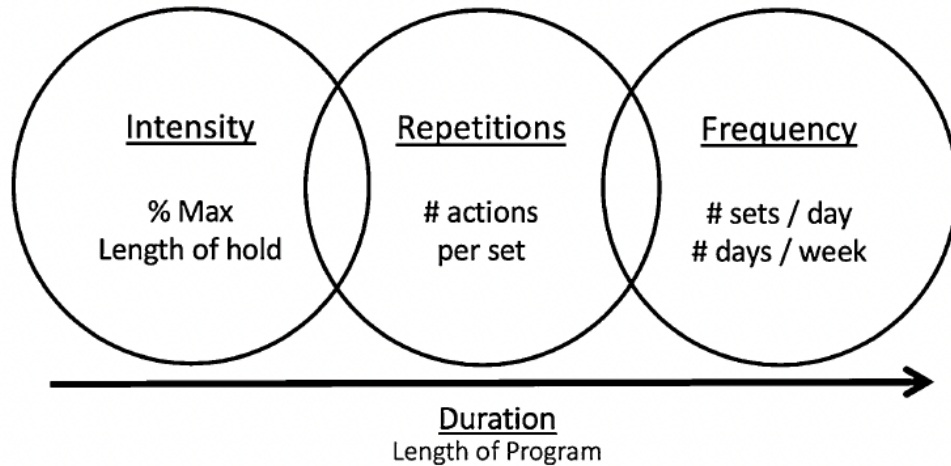 Intensity
% Max
Length of hold
Repetitions
# actions
per set
Frequency
# sets / day
# days / week
Duration
Length of Program